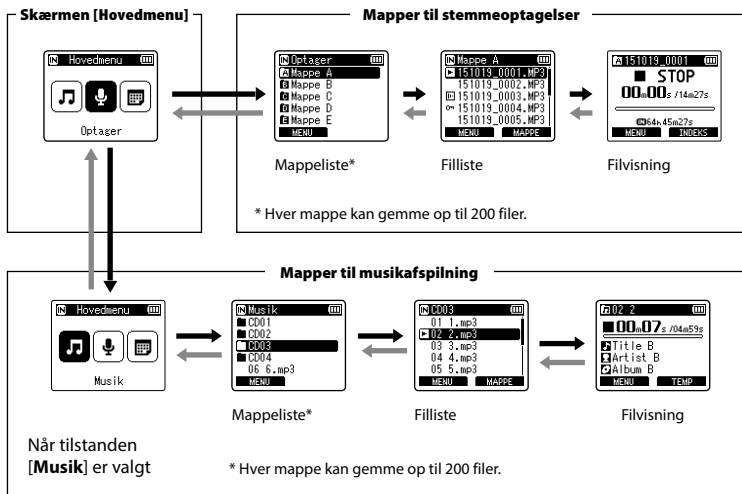 Skærmen [Hovedmenu]
Hovedmenu
Optager
Mapper til stemmeoptagelser
Optager
Mappe A
Mappe B
Mappe C
Mappe D
Mappe E
MENU
Mappeliste*
Mappe A
151019_0001.MP3
151019_0002.MP3
151019_0003.MP3
151019_0004.MP3
151019_0005.MP3
MENU MAPPE
Filliste
151019_0001
STOP
00m00s /14m27s
IN 64h45m27s
MENU INDEKS
Filvisning
* Hver mappe kan gemme op til 200 filer.
Mapper til musikafspilning
Hovedmenu
Musik
Når tilstanden
[Musik] er valgt
Musik
CD01
CD02
CD03
CD04
06 6.mp3
MENU
Mappeliste*
CD03
01 1.mp3
02 2.mp3
03 3.mp3
04 4.mp3
05 5.mp3
MENU MAPPE
Filliste
02 2
00m07s /04m59s
Title B
Artist B
Album B
MENU TEMP
Filvisning
* Hver mappe kan gemme op til 200 filer.